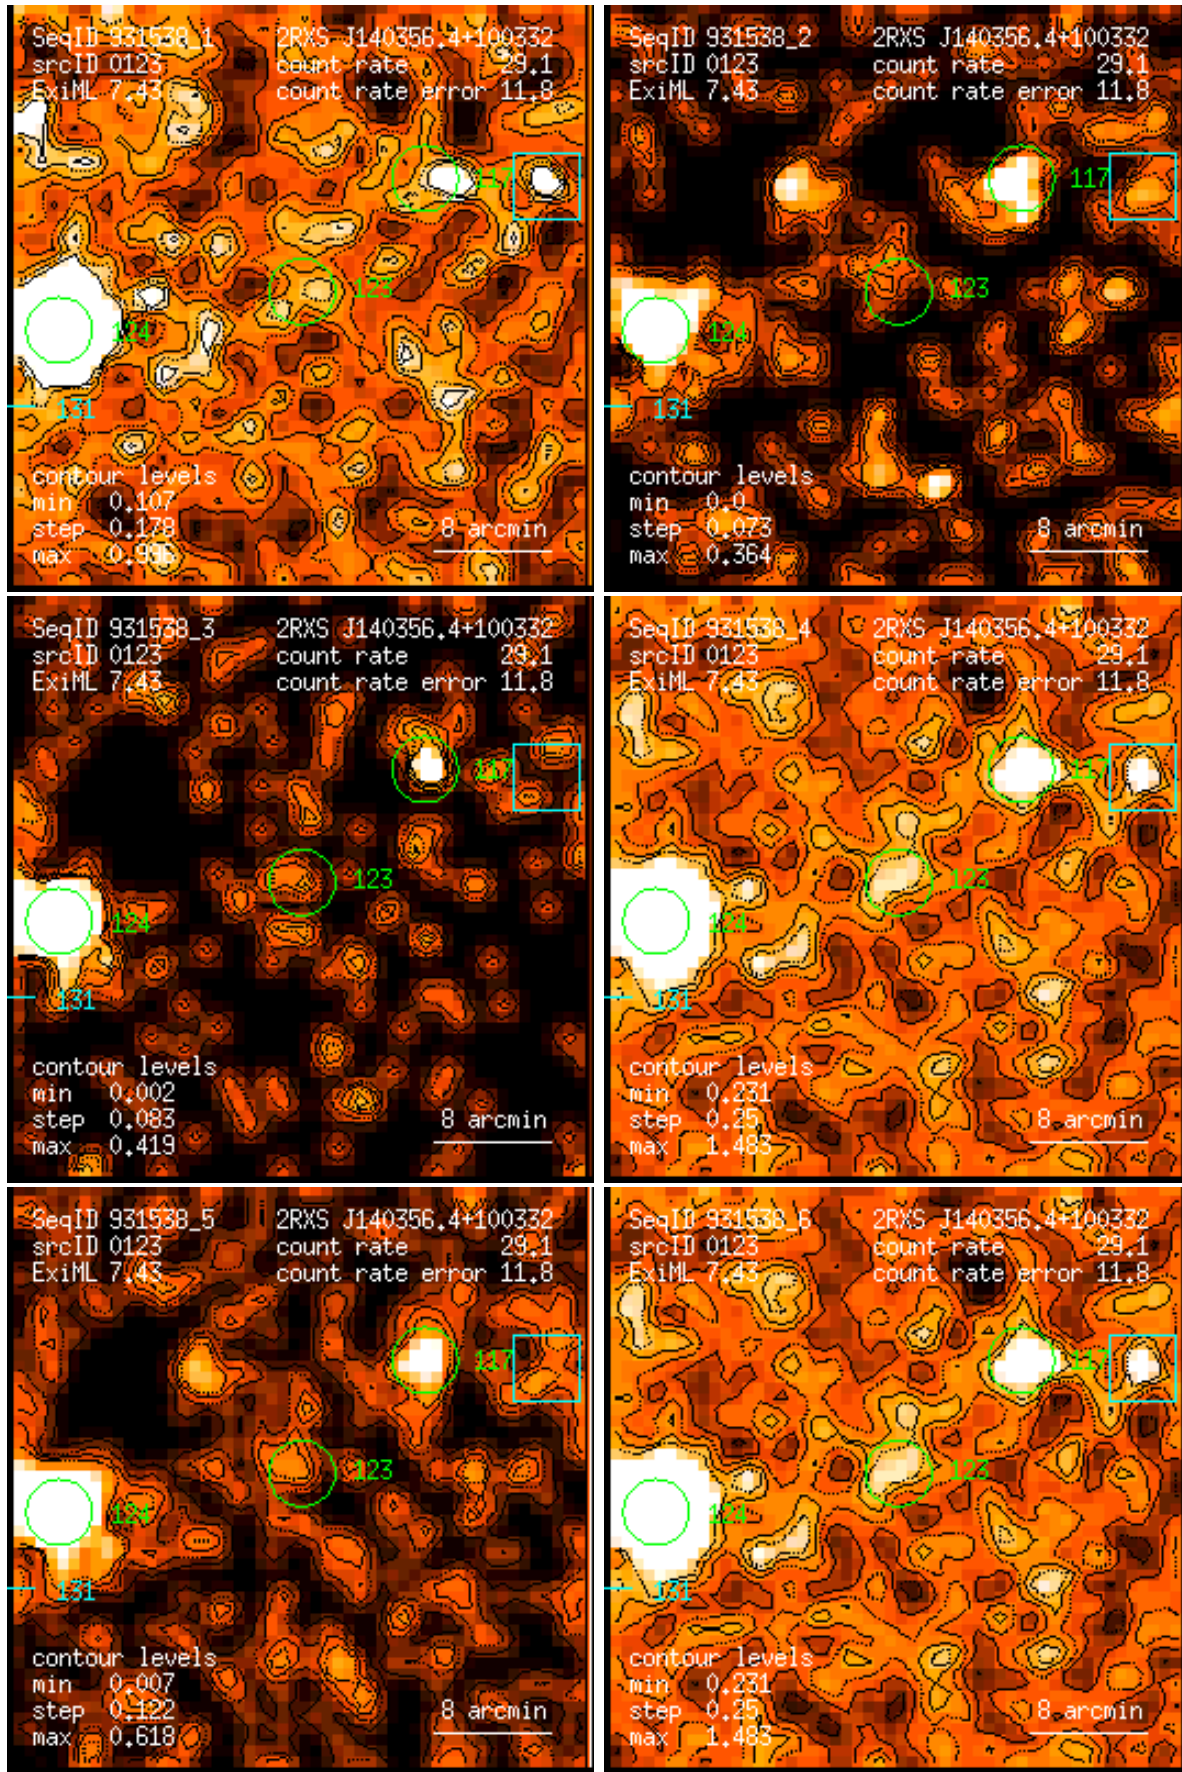 SeqID 931538_1 2RXS J140356.4+100332
srcID 0123 count rate 29.1
ExiML 7.43 count rate error 11.8
117
123
124
131
contour levels
min 0.107
step 0.178 8 arcmin
max 0.996
SeqID 931538_2 2RXS J140356.4+100332
srcID 0123 count rate 29.1
ExiML 7.43 count rate error 11.8
117
123
124
131
contour levels
min 0.0
step 0.073 8 arcmin
max 0.364
SeqID 931538_3 2RXS J140356.4+100332
srcID 0123 count rate 29.1
ExiML 7.43 count rate error 11.8
117
123
124
131
contour levels
min 0.002
step 0.083 8 arcmin
max 0.419
SeqID 931538_4 2RXS J140356.4+100332
srcID 0123 count rate 29.1
ExiML 7.43 count rate error 11.8
117
123
124
131
contour levels
min 0.231
step 0.25 8 arcmin
max 1.483
SeqID 931538_5 2RXS J140356.4+100332
srcID 0123 count rate 29.1
ExiML 7.43 count rate error 11.8
117
123
124
131
contour levels
min 0.007
step 0.122 8 arcmin
max 0.618
SeqID 931538_6 2RXS J140356.4+100332
srcID 0123 count rate 29.1
ExiML 7.43 count rate error 11.8
117
123
124
131
contour levels
min 0.231
step 0.25 8 arcmin
max 1.483